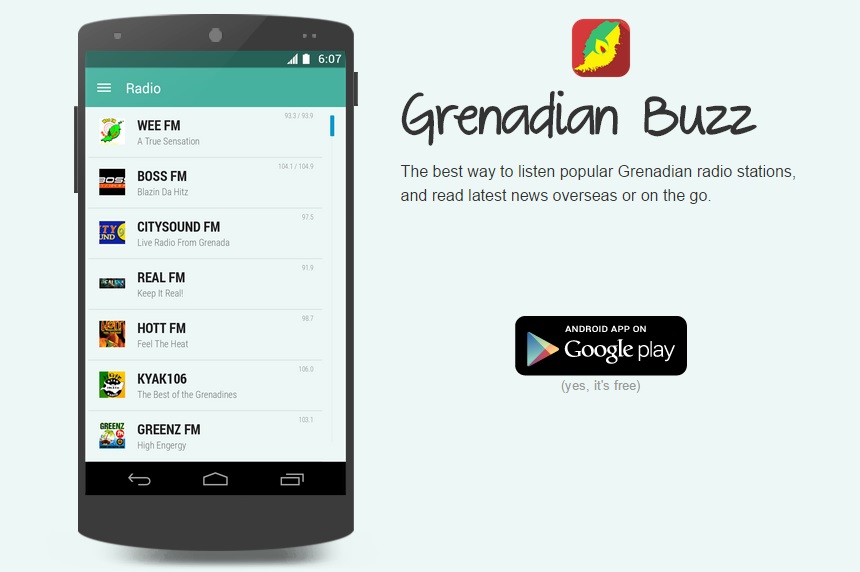 6:07
Radio
WEE FM
93.3 / 93.9
A True Sensation
BOSS FM
104.1 / 104.9
Blazin Da Hitz
CITYSOUND FM
97.5
Live Radio From Grenada
REAL FM
91.9
Keep It Real!
HOTT FM
98.7
Feel The Heat
KYAK106
106.0
The Best of the Grenadines
GREENZ FM
103.1
High Engergy
Grenadian Buzz
The best way to listen popular Grenadian radio stations,
and read latest news overseas or on the go.
ANDROID APP ON
Google play
(yes, it's free)